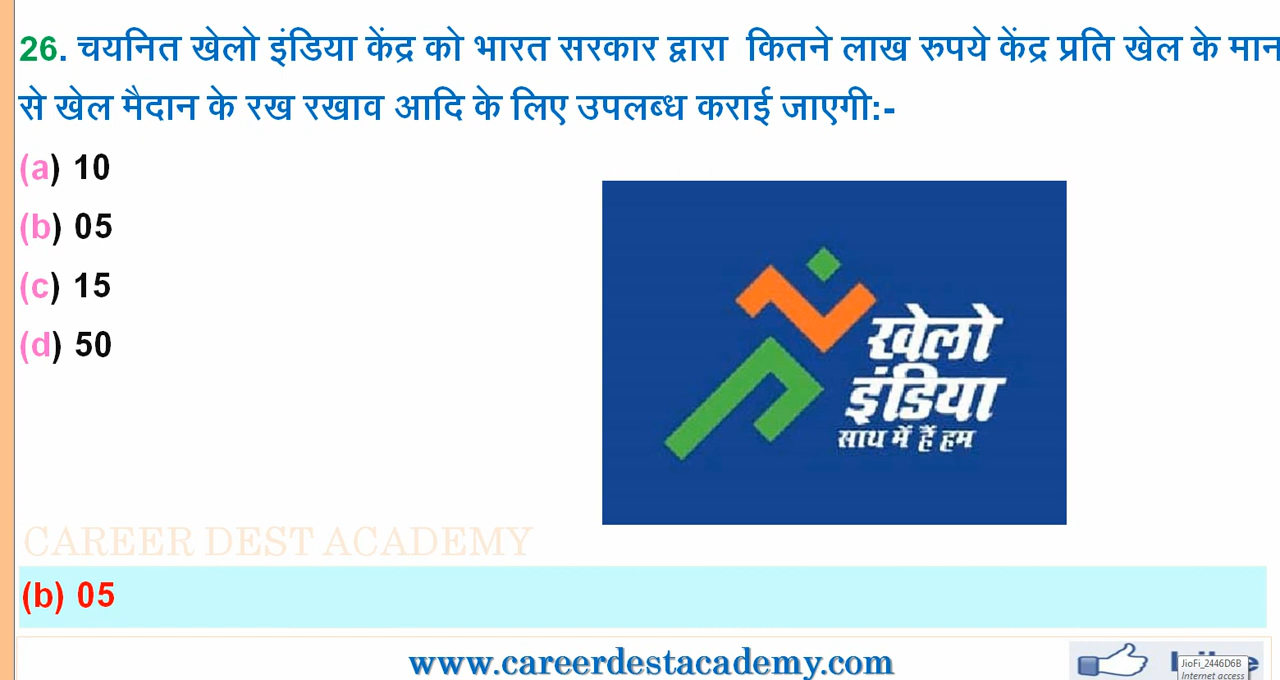 26. चयनित खेलो इंडिया केंद्र को भारत सरकार द्वारा कितने लाख रुपये केंद्र प्रति खेल के मान
से खेल मैदान के रख रखाव आदि के लिए उपलब्ध कराई जाएगी:-
(a) 10
(b) 05
(c) 15
(d) 50
खेलो
इंडिया
साथ में हैं हम
CAREER DEST ACADEMY
(b) 05
www.careerdestacademy.com
JioFi_2446D6B
Internet access